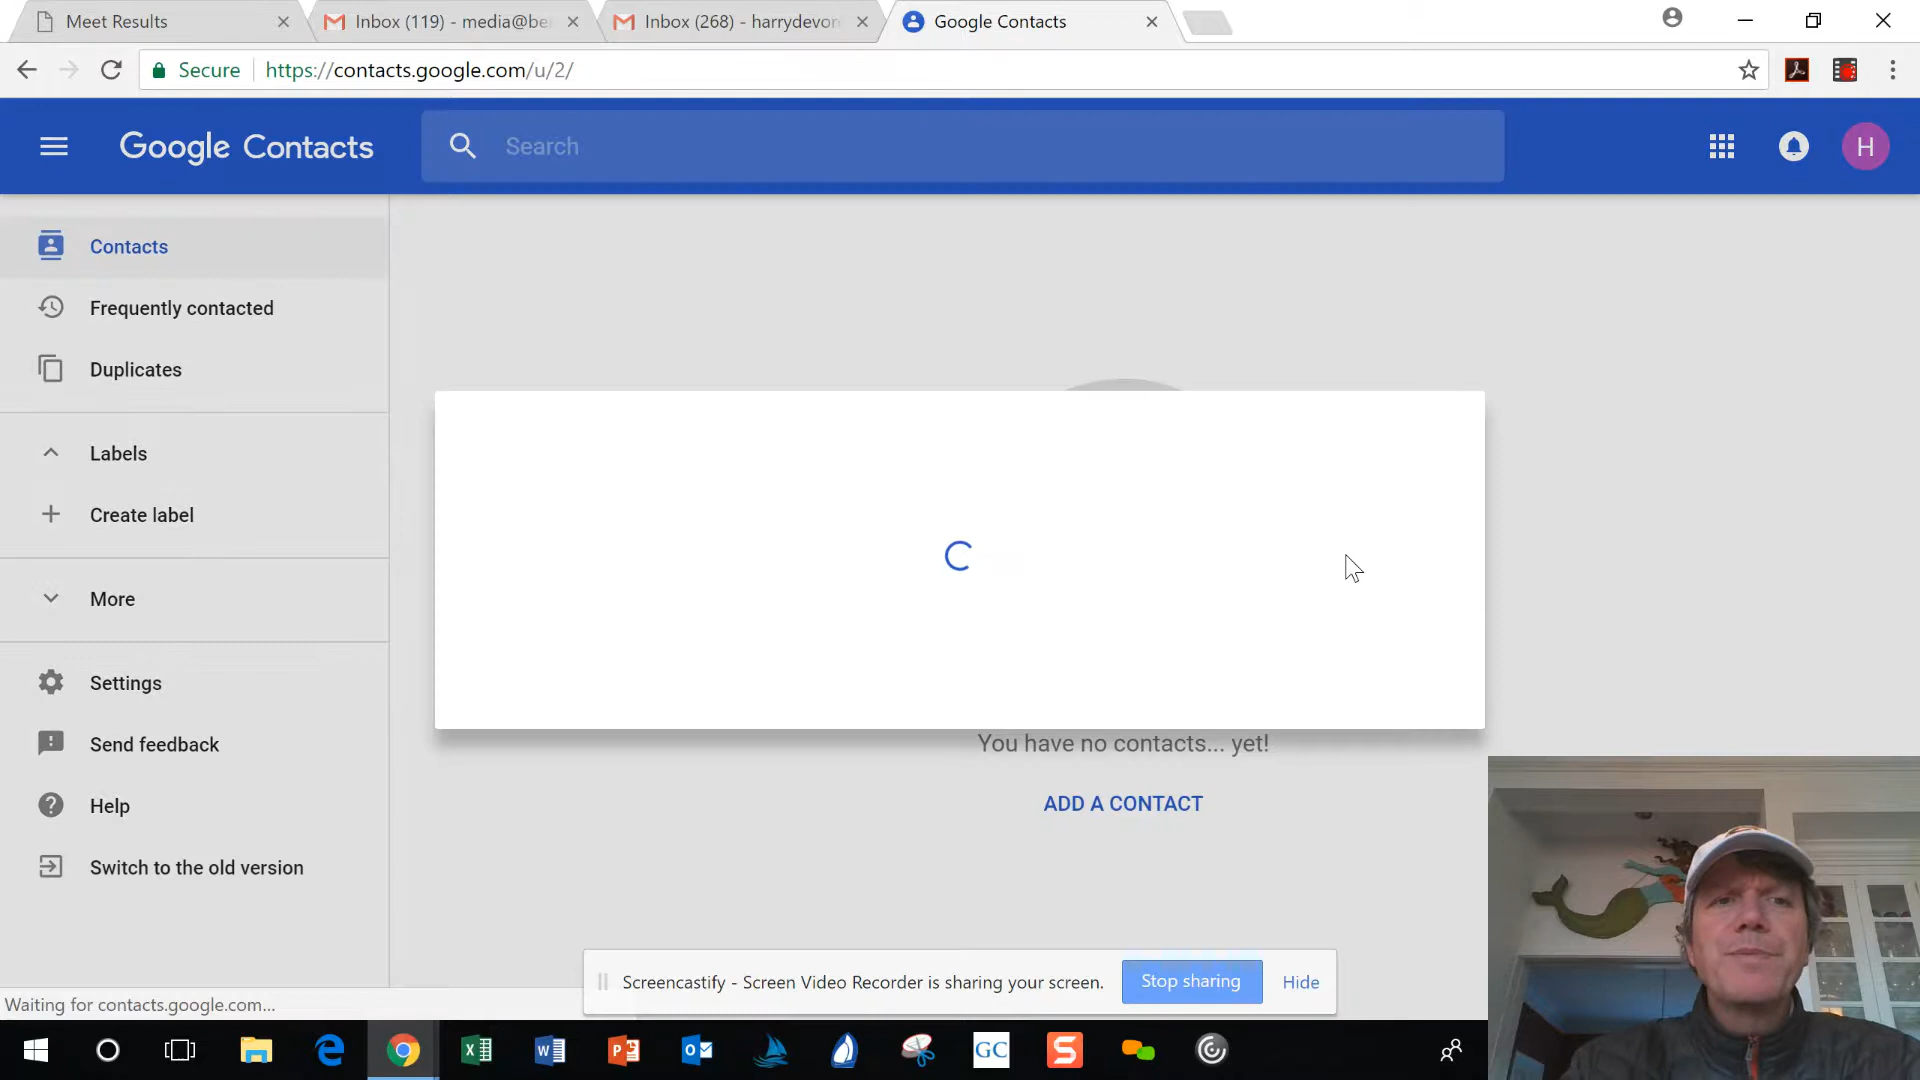 Meet Results
Inbox (119) - media@be
Inbox (268) - harrydevor
Google Contacts
Secure
https://contacts.google.com/u/2/
Google Contacts
Search
H
Contacts
Frequently contacted
Duplicates
Labels
Create label
More
Settings
Send feedback
Help
Switch to the old version
You have no contacts... yet!
ADD A CONTACT
Screencastify - Screen Video Recorder is sharing your screen.
Stop sharing
Hide
Waiting for contacts.google.com...
GC